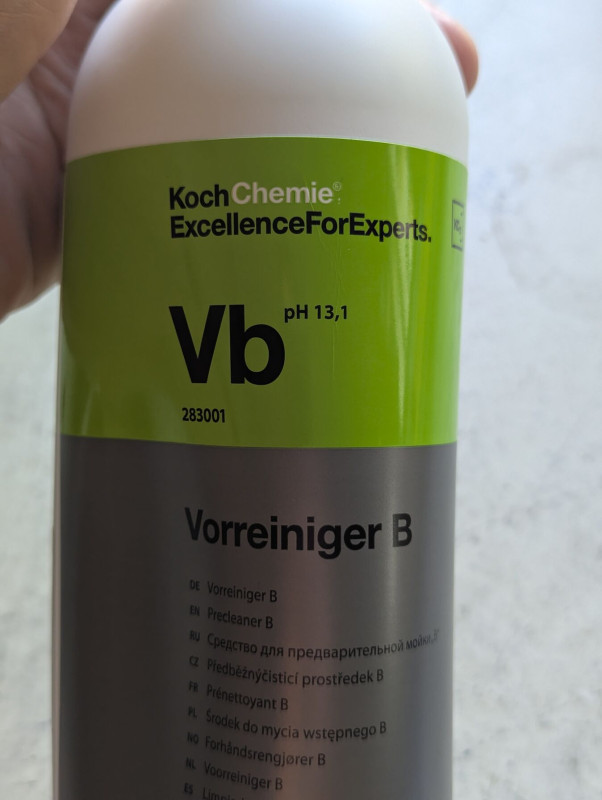 KochChemie®
ExcellenceForExperts.
Vb pH 13,1
283001
Vorreiniger B
DE Vorreiniger B
EN Precleaner B
RU Средство для предварительной мойки „B“
CZ Předběžnýčisticí prostředek B
FR Prénettoyant B
PL Środek do mycia wstępnego B
NO Forhåndsrengjører B
NL Voorreiniger B
ES